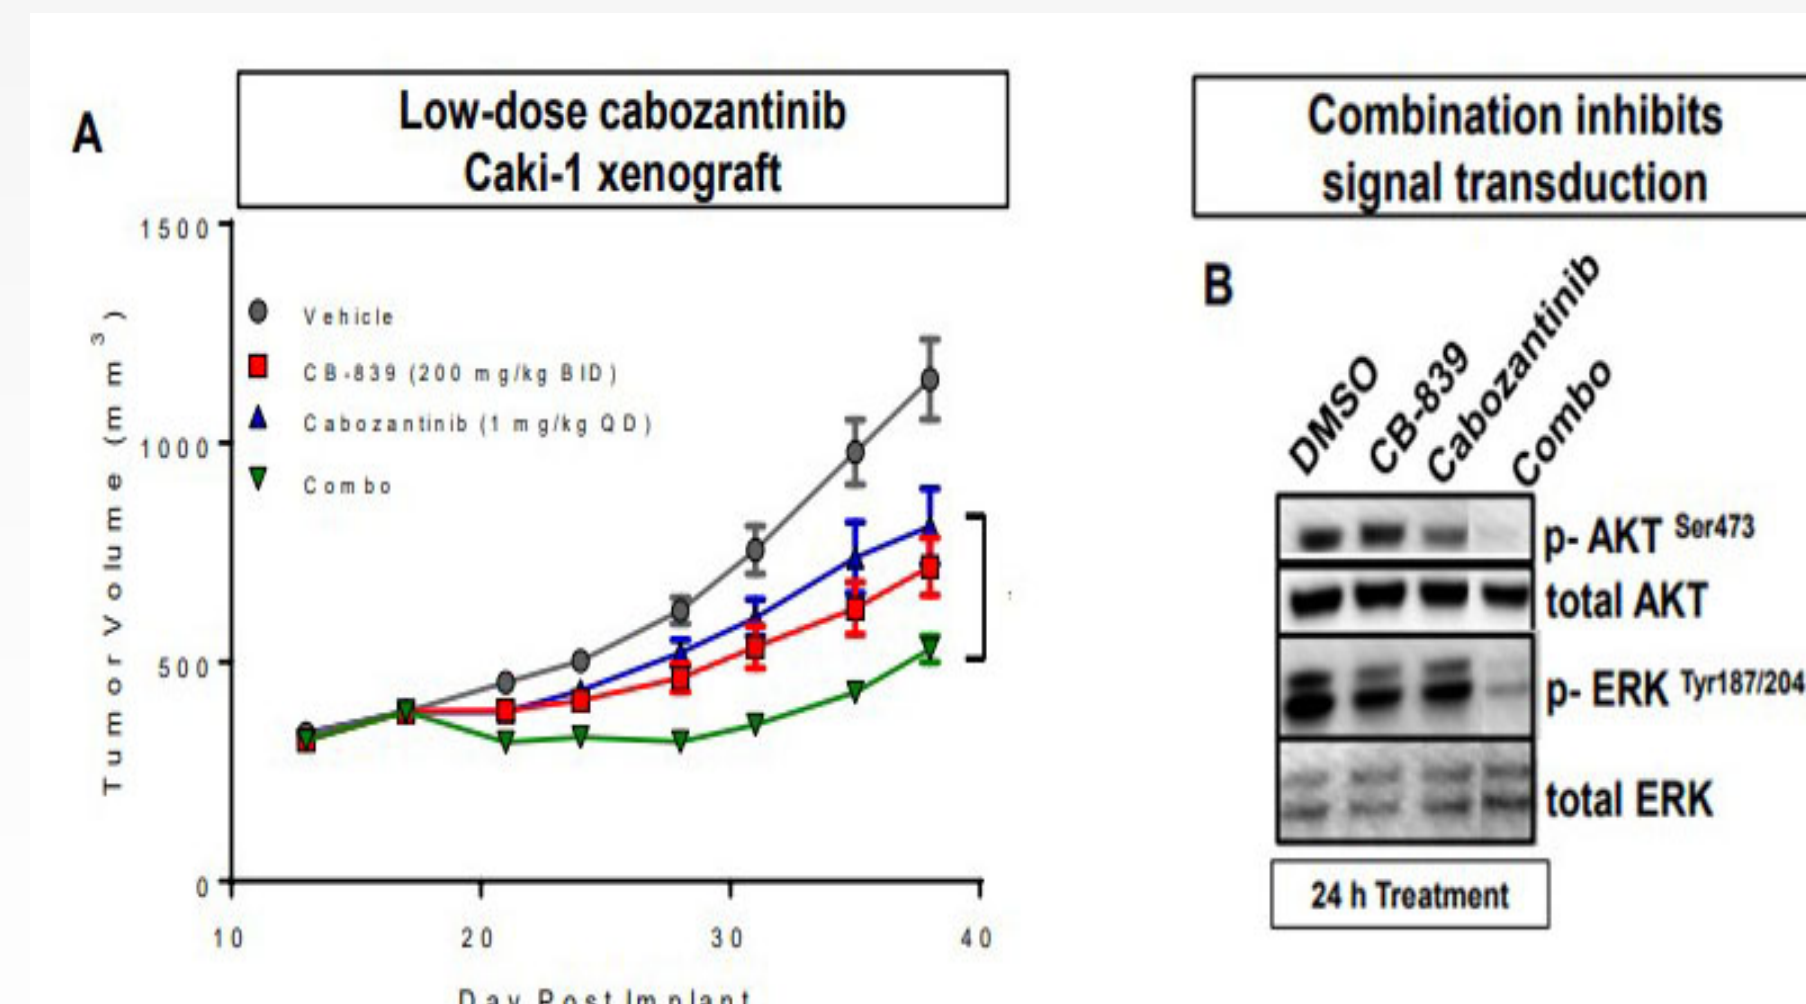 A
Low-dose cabozantinib
Caki-1 xenograft
1500
1000
500
0
Tumor Volume (mm³)
Vehicle
CB-839 (200 mg/kg BID)
Cabozantinib (1 mg/kg QD)
Combo
10 20 30 40
Day Post Implant
Combination inhibits
signal transduction
B
DMSO
CB-839
Cabozantinib
Combo
p- AKT Ser473
total AKT
p- ERK Tyr187/204
total ERK
24 h Treatment